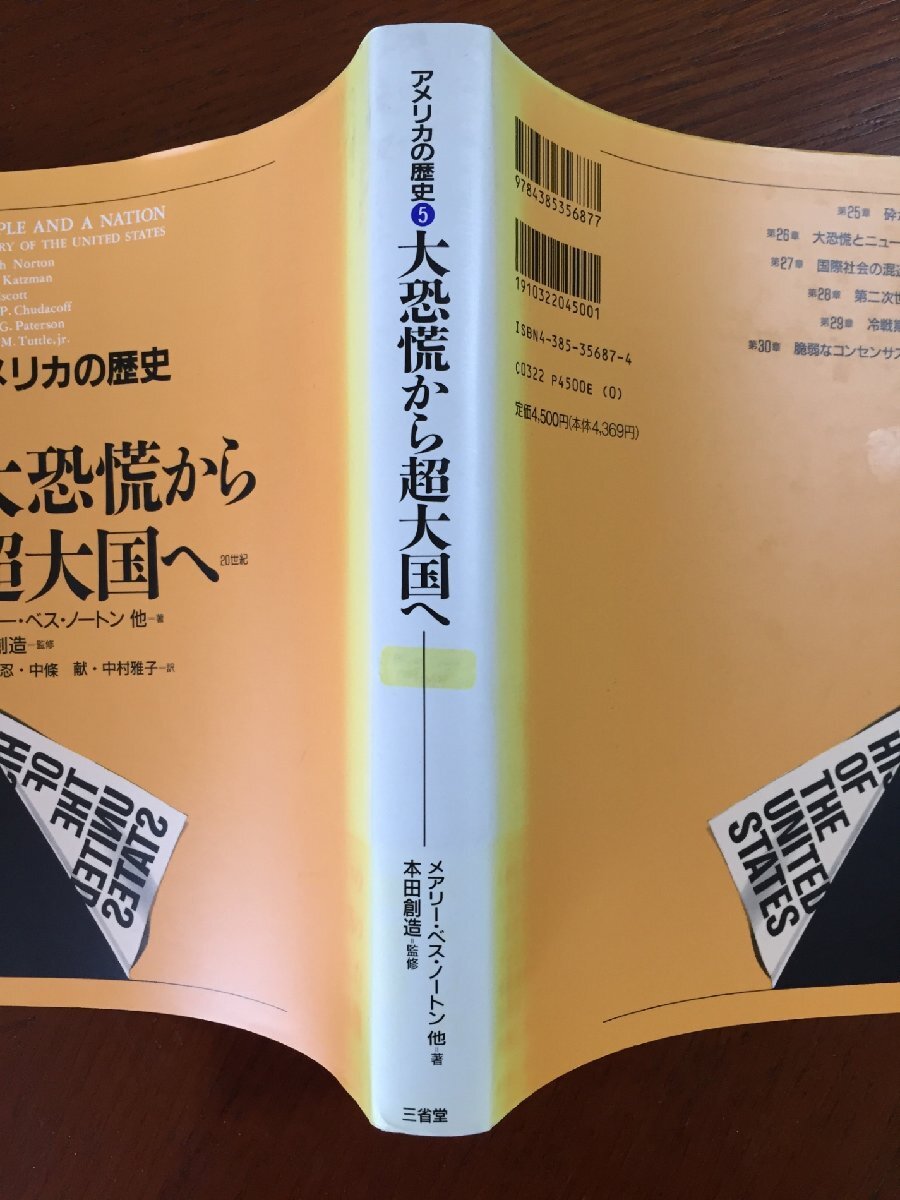 PLE AND A NATION
RY OF THE UNITED STATES
h Norton
Katzman
scott
P. Chudacoff
G. Paterson
M. Tuttle, jr.
メリカの歴史
大恐慌から
超大国へ 20世紀
ー・ベス・ノートン 他─著
創造─監修
忍・中條 献・中村雅子─訳
OF
THE
UNITED
STATES
アメリカの歴史 5 大恐慌から超大国へ
メアリー・ベス・ノートン 他=著
本田創造=監修
三省堂
9784385356877
1910322045001
ISBN4-385-35687-4
C0322 P4500E (0)
定価4,500円(本体4,369円)
第25章 砕
第26章 大恐慌とニュー
第27章 国際社会の混
第28章 第二次世
第29章 冷戦
第30章 脆弱なコンセンサス
OF
THE
UNITED
STATES